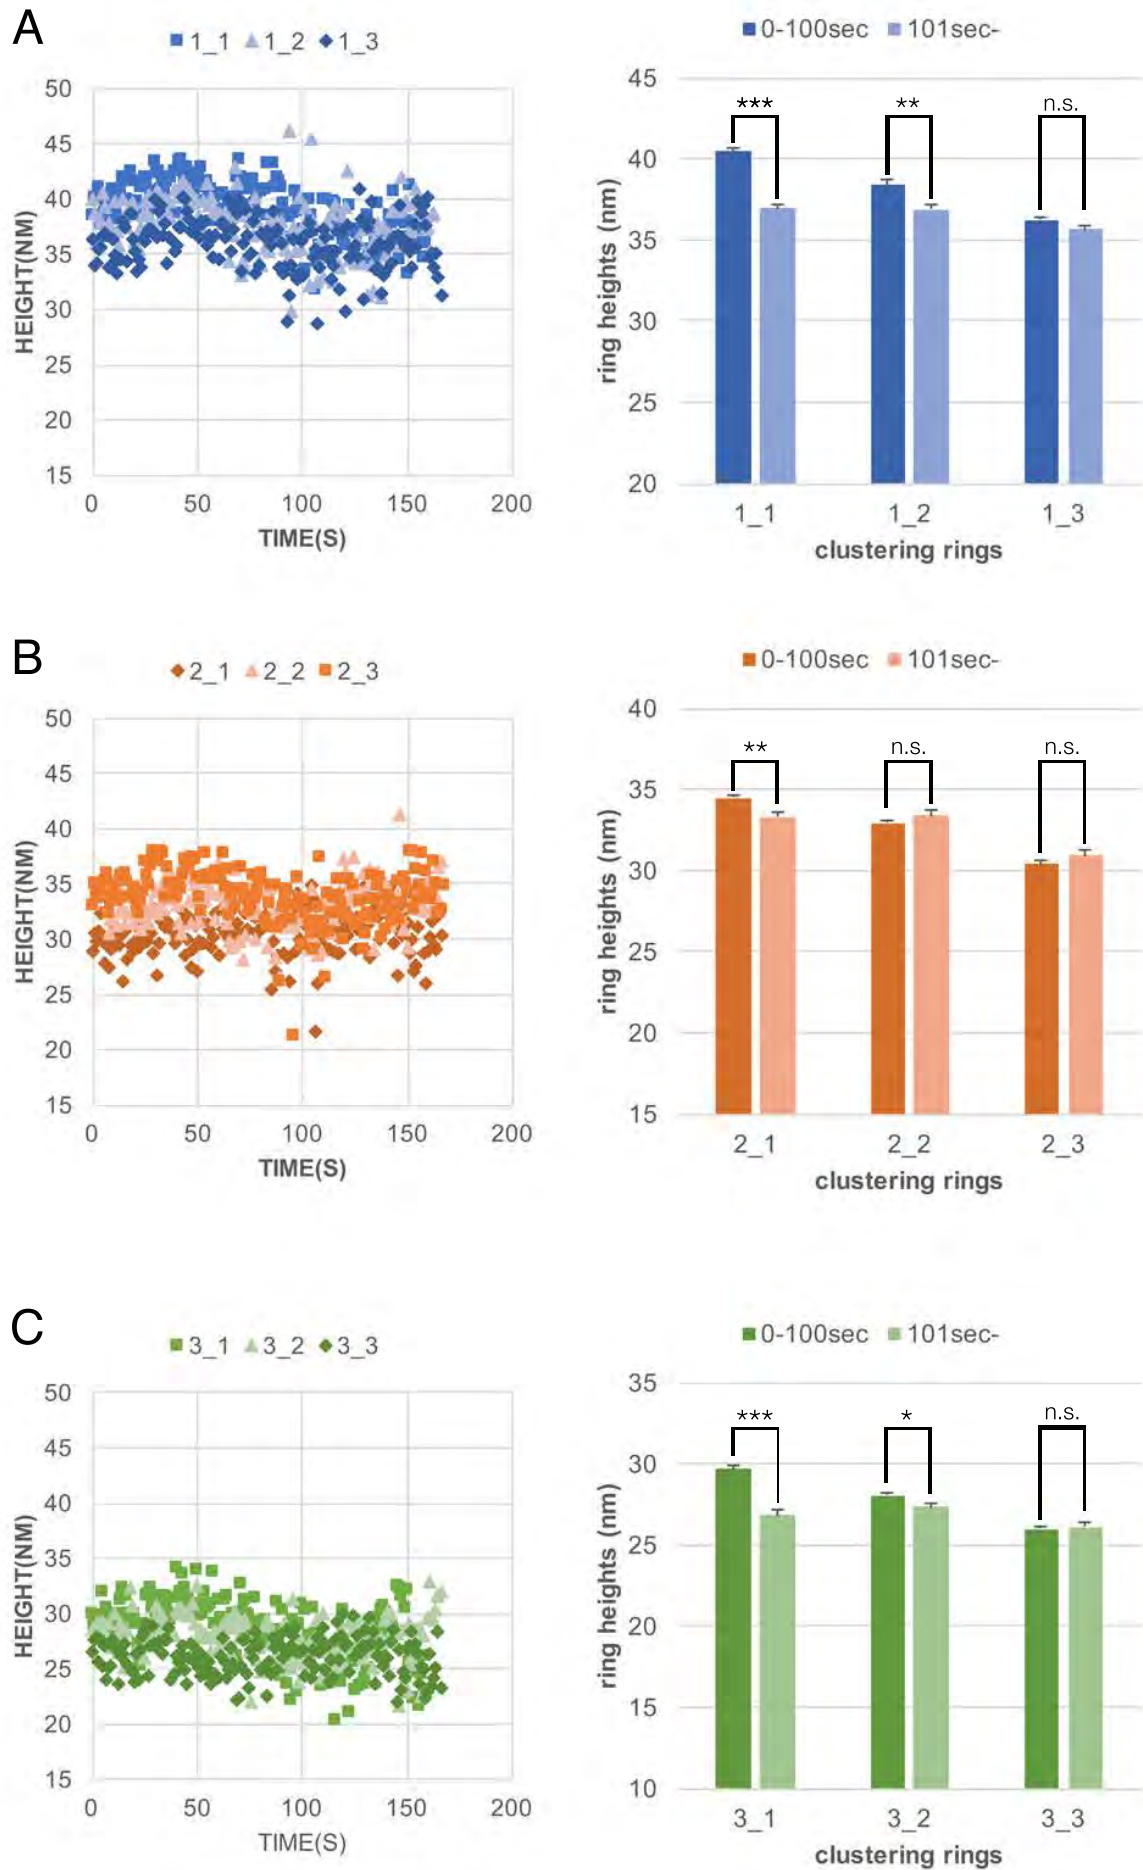 A
1_1 1_2 1_3
50
45
40
35
30
25
20
15
HEIGHT(NM)
0 50 100 150 200
TIME(S)
0-100sec 101sec-
45
40
35
30
25
20
ring heights (nm)
*** ** n.s.
1_1 1_2 1_3
clustering rings
B
2_1 2_2 2_3
50
45
40
35
30
25
20
15
HEIGHT(NM)
0 50 100 150 200
TIME(S)
0-100sec 101sec-
40
35
30
25
20
15
ring heights (nm)
** n.s. n.s.
2_1 2_2 2_3
clustering rings
C
3_1 3_2 3_3
50
45
40
35
30
25
20
15
HEIGHT(NM)
0 50 100 150 200
TIME(S)
0-100sec 101sec-
35
30
25
20
15
10
ring heights (nm)
*** * n.s.
3_1 3_2 3_3
clustering rings